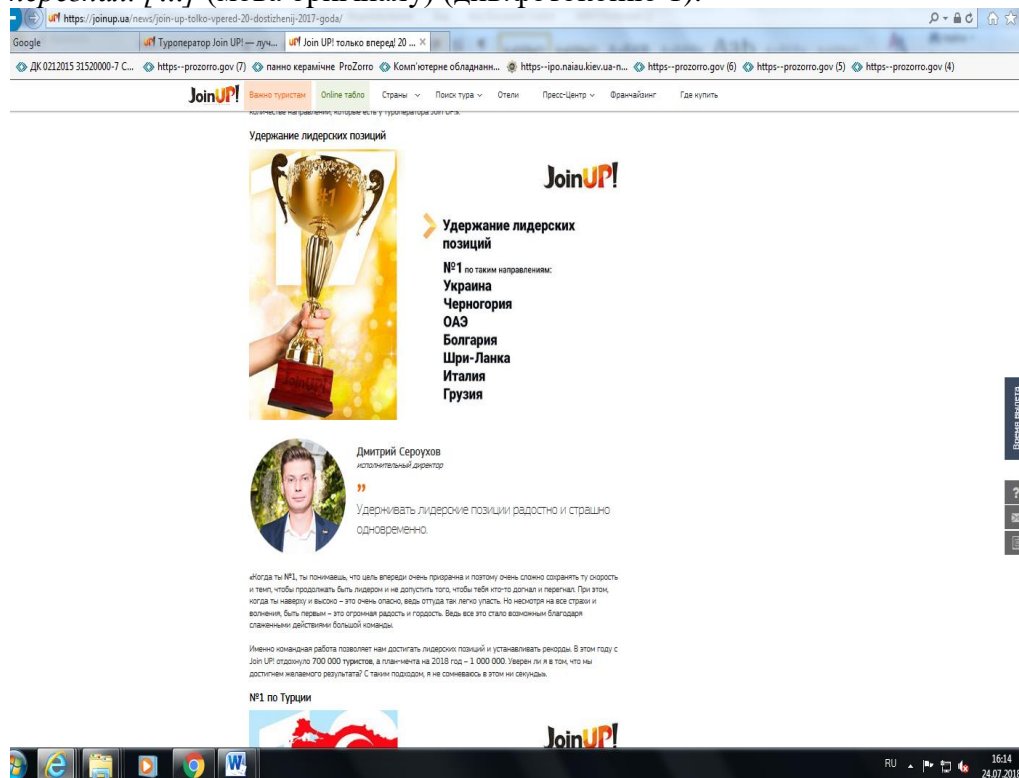 (мова оригіналу) (див.фотокопію 1).
https://joinup.ua/news/join-up-tolko-vpered-20-dostizhenij-2017-goda/
Google
Туроператор Join UP! — луч...
Join UP! только вперед! 20 ...
ДК 0212015 31520000-7 С...
https--prozorro.gov (7)
панно керамічне ProZorro
Комп'ютерне обладнанн...
https--ipo.naiau.kiev.ua-n...
https--prozorro.gov (6)
https--prozorro.gov (5)
https--prozorro.gov (4)
JoinUP!
Важно туристам
Online табло
Страны
Поиск тура
Отели
Пресс-Центр
Франчайзинг
Где купить
Удержание лидерских позиций
#1
JoinUP!
JoinUP!
Удержание лидерских
позиций
№1 по таким направлениям:
Украина
Черногория
ОАЭ
Болгария
Шри-Ланка
Италия
Грузия
Дмитрий Сероухов
исполнительный директор
”
Удерживать лидерские позиции радостно и страшно
одновременно.
«Когда ты №1, ты понимаешь, что цель впереди очень призрачна и поэтому очень сложно сохранять ту скорость
и темп, чтобы продолжать быть лидером и не допустить того, чтобы тебя кто-то догнал и перегнал. При этом,
когда ты наверху и высоко – это очень опасно, ведь оттуда так легко упасть. Но несмотря на все страхи и
волнения, быть первым – это огромная радость и гордость. Ведь все это стало возможным благодаря
слаженными действиями большой команды.
Именно командная работа позволяет нам достигать лидерских позиций и устанавливать рекорды. В этом году с
Join UP! отдохнуло 700 000 туристов, а план-мечта на 2018 год – 1 000 000. Уверен ли я в том, что мы
достигнем желаемого результата? С таким подходом, я не сомневаюсь в этом ни секунды».
№1 по Турции
JoinUP!
Время вылета
RU
16:14
24.07.2018